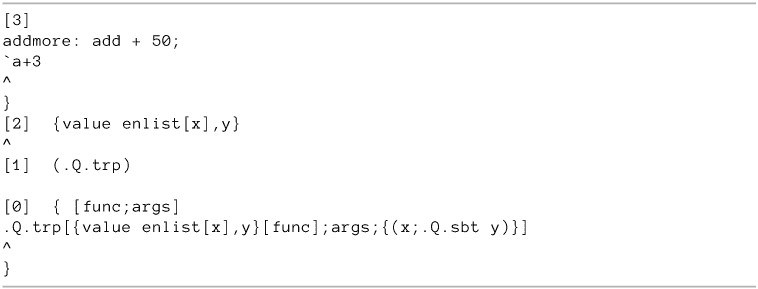 [3]
addmore: add + 50;
`a+3
^
}
[2]  {value enlist[x],y}
^
[1]  (.Q.trp)
[0]  { [func;args]
.Q.trp[{value enlist[x],y}[func];args;{(x;.Q.sbt y)}]
^
}